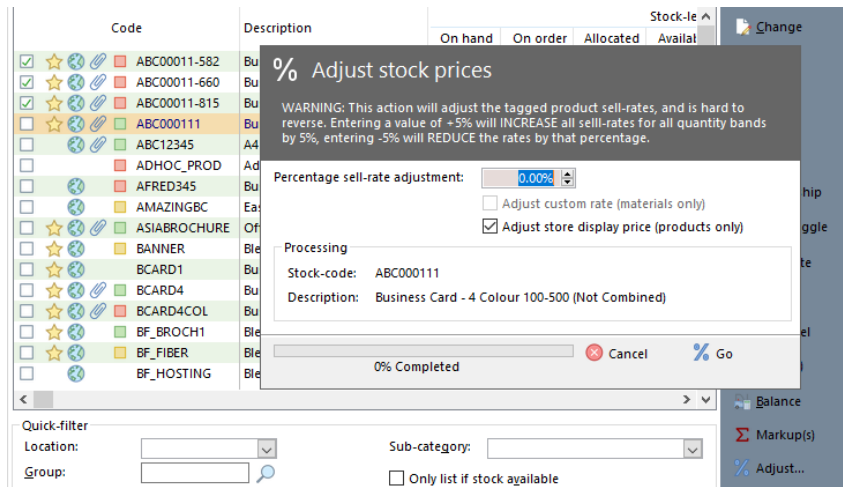 Stock-le
Code
Description
On hand
On order
Allocated
Availab
Change
ABC00011-582
Bu
ABC00011-660
Bu
ABC00011-815
Bu
ABC000111
Bu
ABC12345
A4
ADHOC_PROD
Ad
AFRED345
Bu
AMAZINGBC
Eas
ASIABROCHURE
Of
BANNER
Ble
BCARD1
Bu
BCARD4
Bu
BCARD4COL
Bu
BF_BROCH1
Ble
BF_FIBER
Ble
BF_HOSTING
Ble
% Adjust stock prices
WARNING: This action will adjust the tagged product sell-rates, and is hard to
reverse. Entering a value of +5% will INCREASE all selll-rates for all quantity bands
by 5%, entering -5% will REDUCE the rates by that percentage.
Percentage sell-rate adjustment:
0.00%
Adjust custom rate (materials only)
Adjust store display price (products only)
Processing
Stock-code: ABC000111
Description: Business Card - 4 Colour 100-500 (Not Combined)
0% Completed
Cancel
% Go
hip
ggle
te
el
)
Balance
Σ Markup(s)
% Adjust...
Quick-filter
Location:
Sub-category:
Group:
Only list if stock available